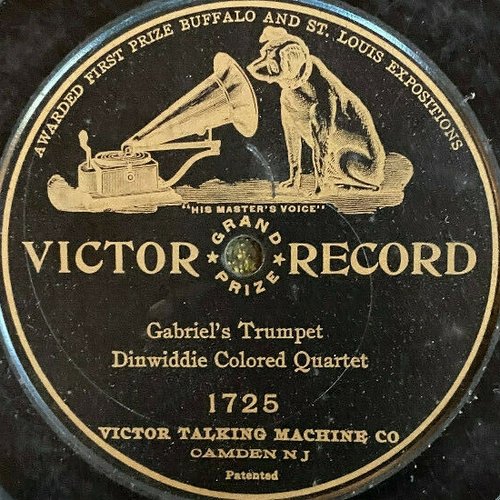 AWARDED FIRST PRIZE BUFFALO AND ST. LOUIS EXPOSITIONS
"HIS MASTER'S VOICE"
VICTOR RECORD
GRAND PRIZE
Gabriel's Trumpet
Dinwiddie Colored Quartet
1725
VICTOR TALKING MACHINE CO
CAMDEN N J
Patented